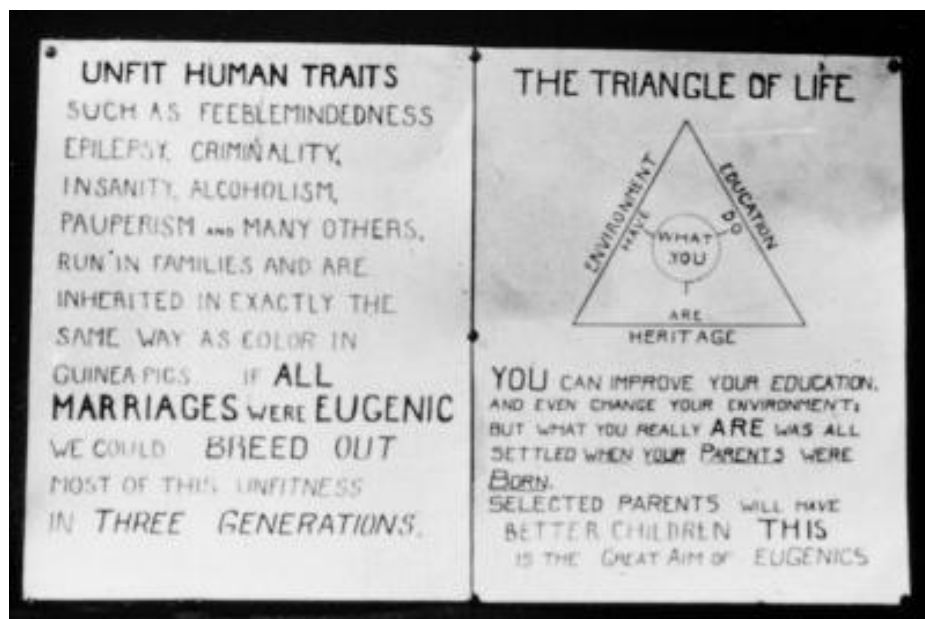 UNFIT HUMAN TRAITS
SUCH AS FEEBLEMINDEDNESS
EPILEPSY, CRIMINALITY,
INSANITY, ALCOHOLISM,
PAUPERISM AND MANY OTHERS,
RUN IN FAMILIES AND ARE
INHERITED IN EXACTLY THE
SAME WAY AS COLOR IN
GUINEA PIGS. IF ALL
MARRIAGES WERE EUGENIC
WE COULD BREED OUT
MOST OF THIS UNFITNESS
IN THREE GENERATIONS.
THE TRIANGLE OF LIFE
ENVIRONMENT
EDUCATION
HAVE
DO
WHAT
YOU
ARE
HERITAGE
YOU CAN IMPROVE YOUR EDUCATION,
AND EVEN CHANGE YOUR ENVIRONMENT;
BUT WHAT YOU REALLY ARE WAS ALL
SETTLED WHEN YOUR PARENTS WERE
BORN.
SELECTED PARENTS WILL HAVE
BETTER CHILDREN THIS
IS THE GREAT AIM OF EUGENICS